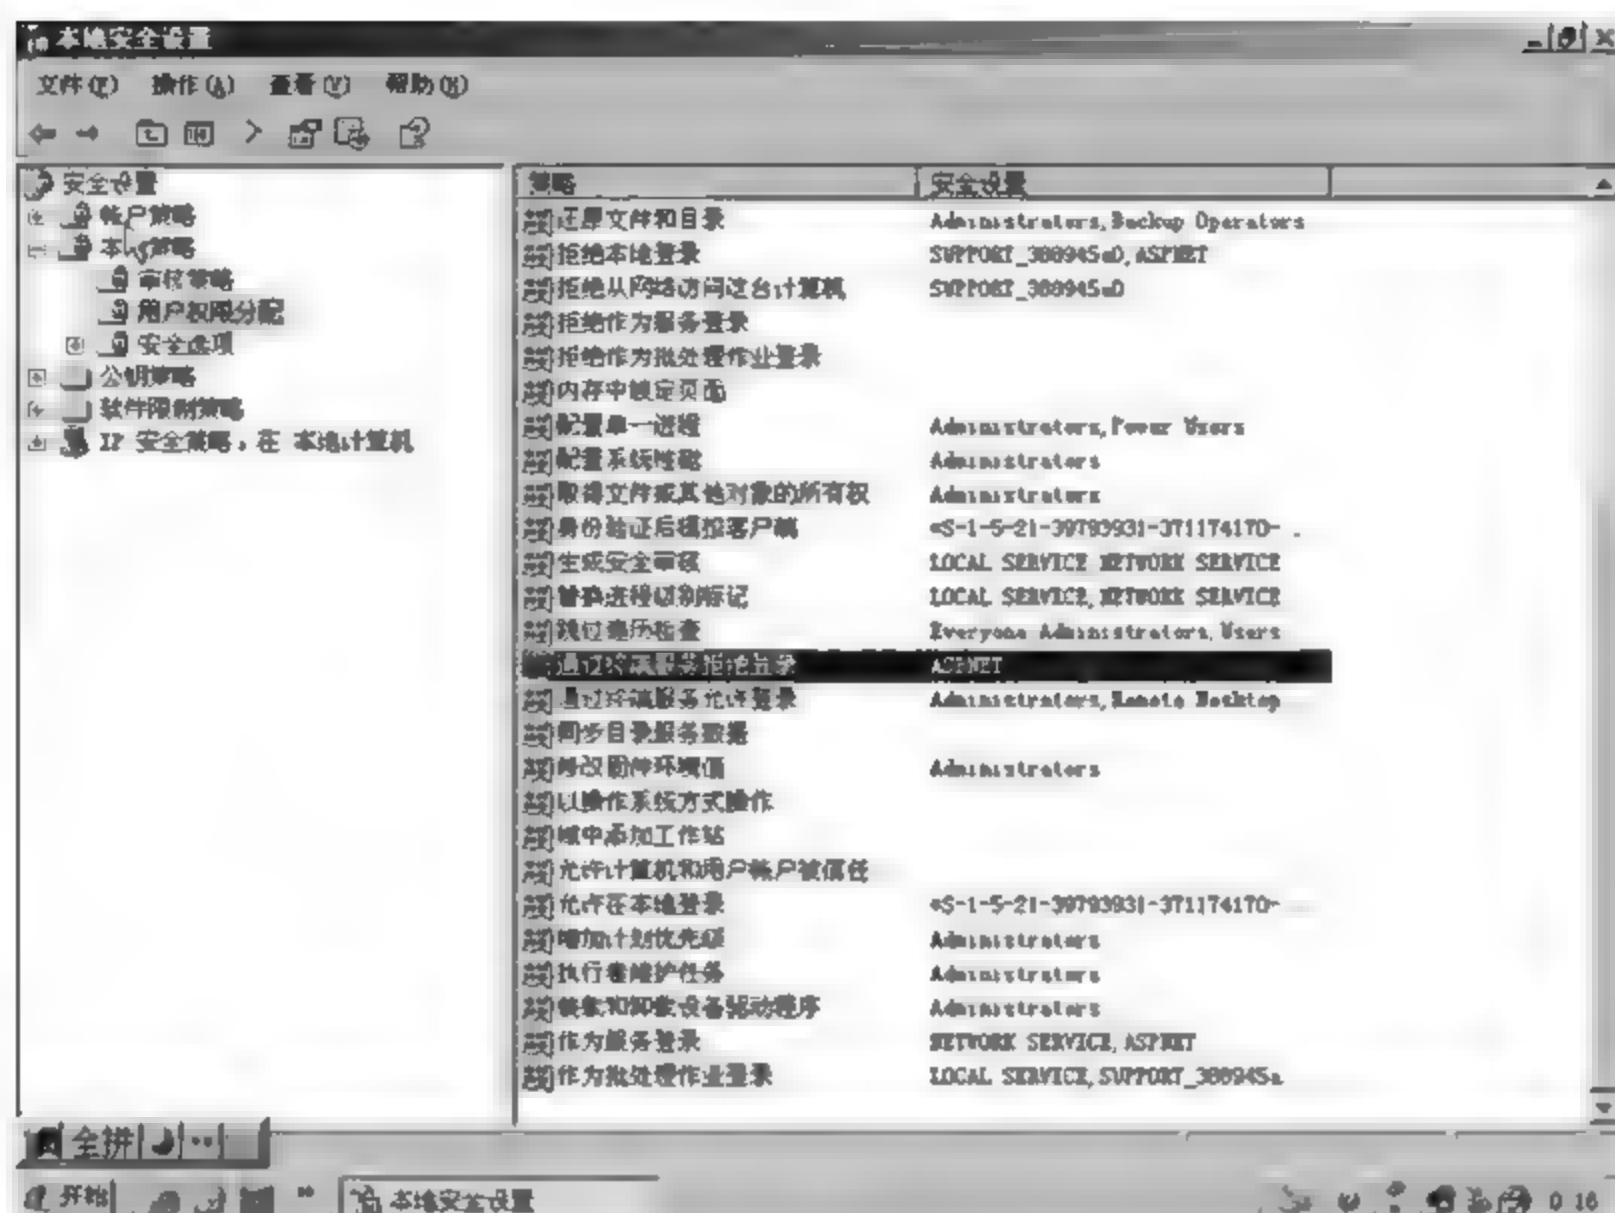 本地安全设置
文件(F) 操作(A) 查看(V) 帮助(H)
安全设置
帐户策略
本地策略
审核策略
用户权限分配
安全选项
公钥策略
软件限制策略
IP 安全策略，在 本地计算机
策略 安全设置
还原文件和目录 Administrators,Backup Operators
拒绝本地登录 SUPPORT_388945a0,ASPNET
拒绝从网络访问这台计算机 SUPPORT_388945a0
拒绝作为服务登录
拒绝作为批处理作业登录
内存中锁定页面
配置单一进程 Administrators,Power Users
配置系统性能 Administrators
取得文件或其他对象的所有权 Administrators
身份验证后模拟客户端 *S-1-5-21-39793931-371174170-...
生成安全审核 LOCAL SERVICE,NETWORK SERVICE
替换进程级别标记 LOCAL SERVICE,NETWORK SERVICE
跳过遍历检查 Everyone,Administrators,Users
通过终端服务拒绝登录 ASPNET
通过终端服务允许登录 Administrators,Remote Desktop
同步目录服务数据
修改固件环境值 Administrators
以操作系统方式操作
域中添加工作站
允许计算机和用户帐户被信任
允许在本地登录 *S-1-5-21-39793931-371174170-...
增加计划优先级 Administrators
执行卷维护任务 Administrators
装载和卸载设备驱动程序 Administrators
作为服务登录 NETWORK SERVICE,ASPNET
作为批处理作业登录 LOCAL SERVICE,SUPPORT_388945a
全拼
开始 » 本地安全设置 0:16